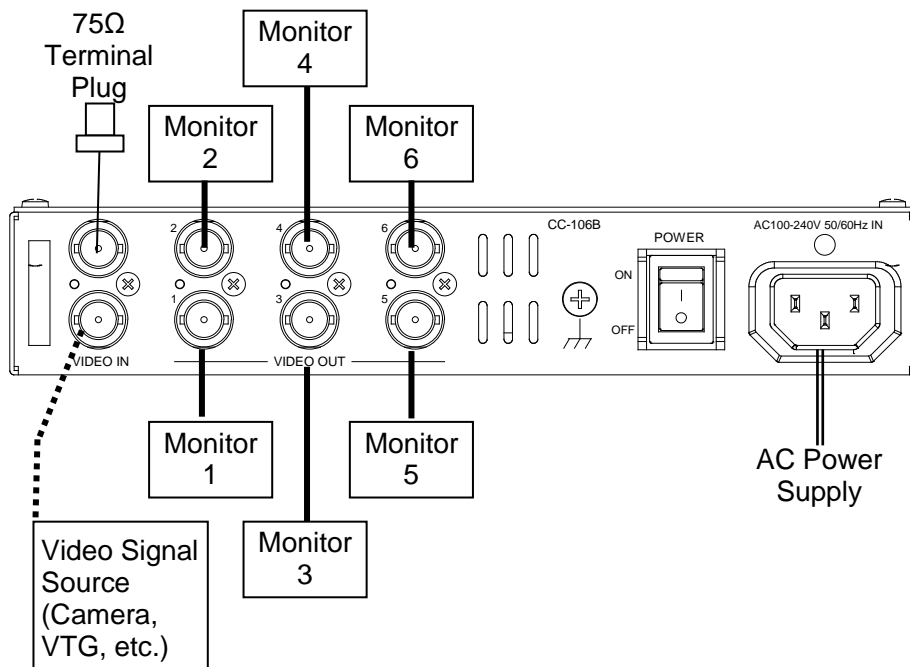 75Ω
Terminal
Plug
Monitor
4
Monitor
2
Monitor
6
2
4
6
CC-106B
POWER
AC100-240V 50/60Hz IN
ON
OFF
1
3
5
VIDEO IN
VIDEO OUT
Monitor
1
Monitor
5
AC Power
Supply
Monitor
3
Video Signal
Source
(Camera,
VTG, etc.)